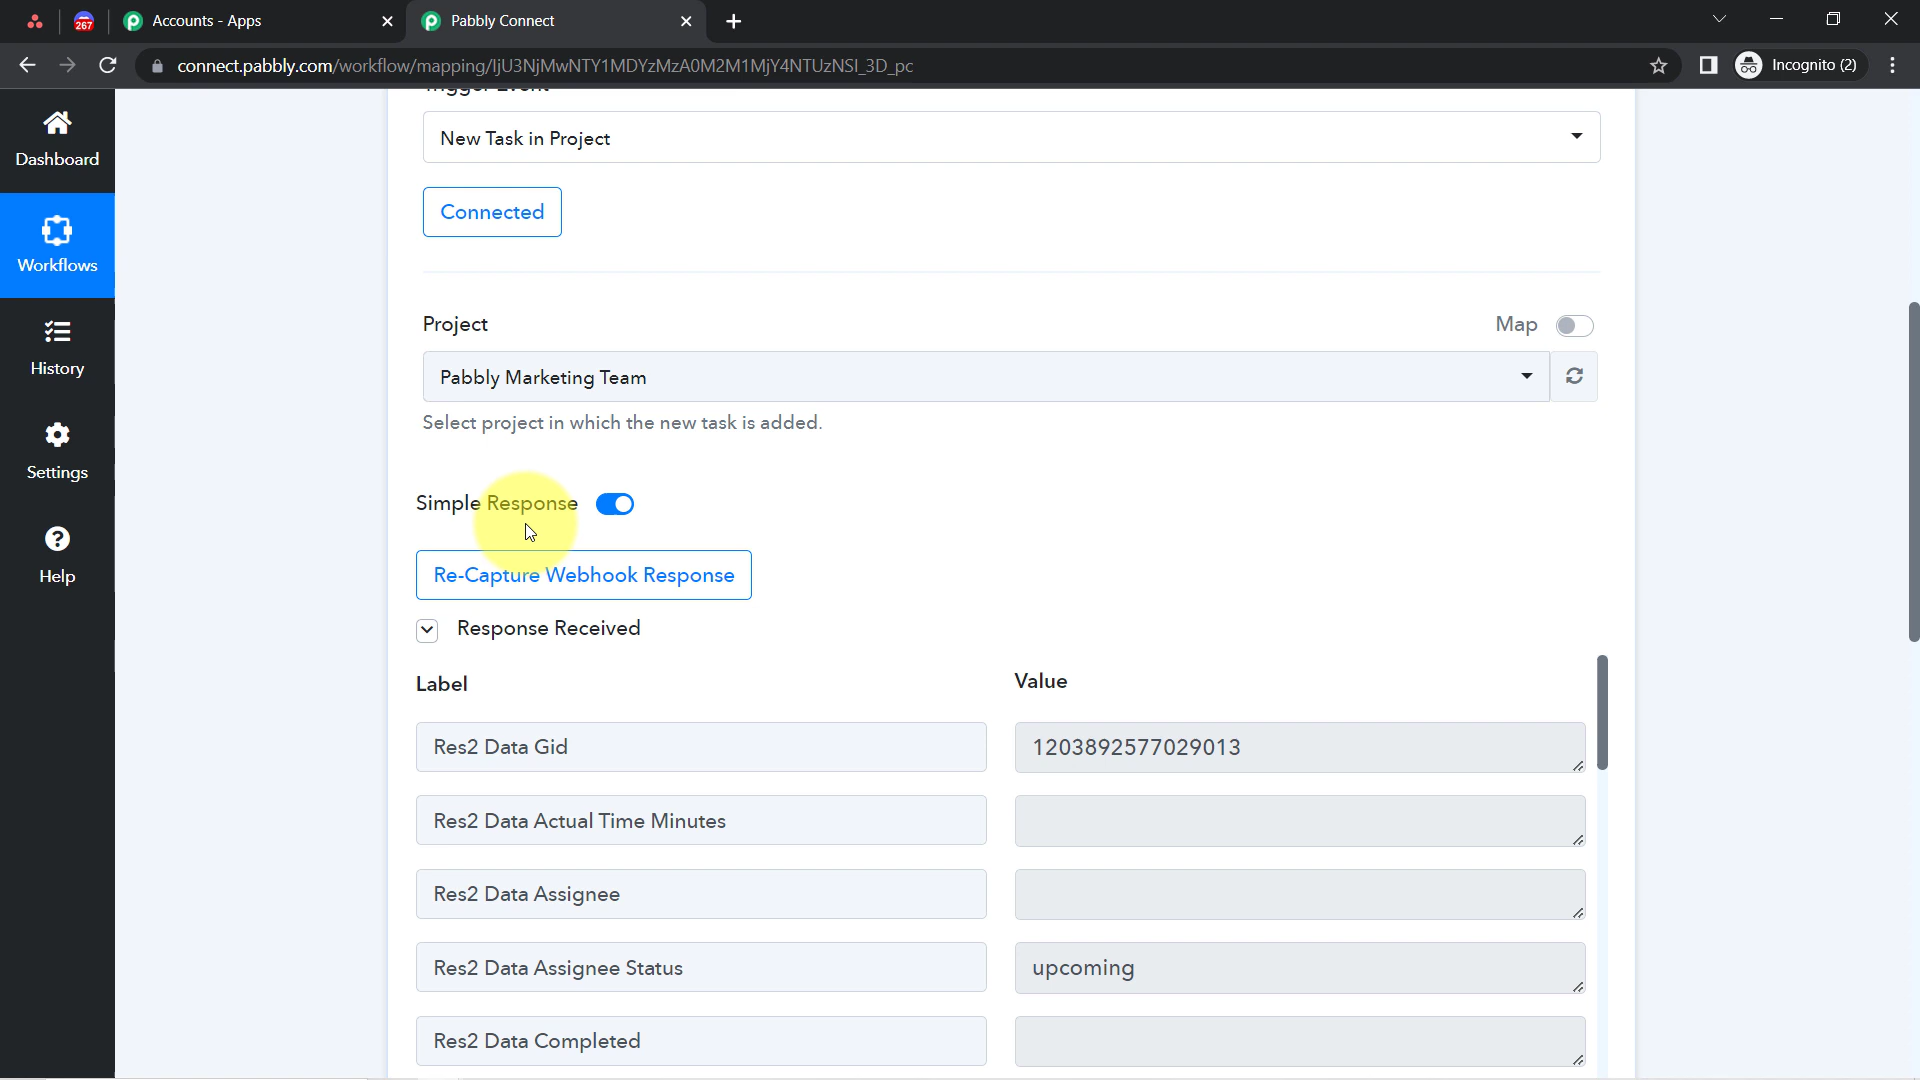 267
Accounts - Apps
Pabbly Connect
connect.pabbly.com/workflow/mapping/IjU3NjMwNTY1MDYzMzA0M2M1MjY4NTUzNSI_3D_pc
Incognito (2)
Dashboard
Workflows
History
Settings
Help
Trigger Event
New Task in Project
Connected
Project
Map
Pabbly Marketing Team
Select project in which the new task is added.
Simple Response
Re-Capture Webhook Response
Response Received
Label
Value
Res2 Data Gid
1203892577029013
Res2 Data Actual Time Minutes
Res2 Data Assignee
Res2 Data Assignee Status
upcoming
Res2 Data Completed